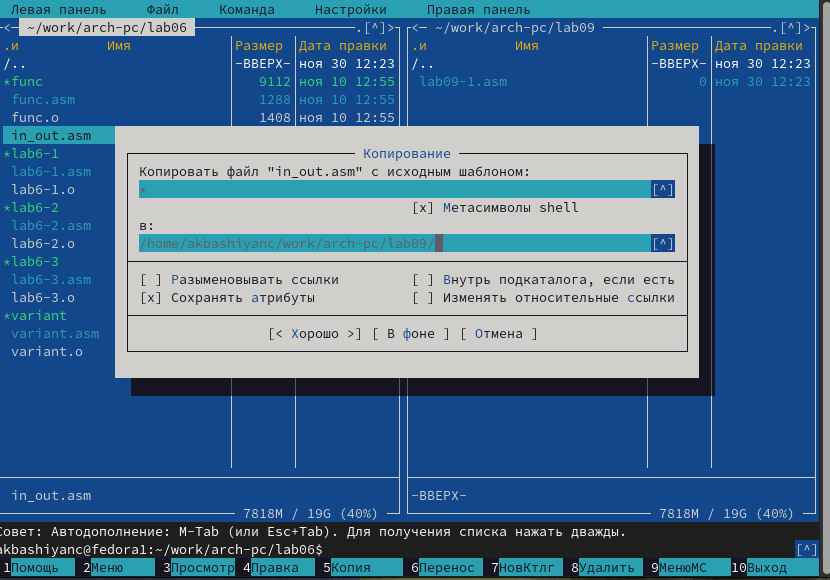 Левая панель Файл Команда Настройки Правая панель
<─ ~/work/arch-pc/lab06 ─.[^]>
<─ ~/work/arch-pc/lab09 ─.[^]>
.и Имя Размер Дата правки
.и Имя Размер Дата правки
/.. -ВВЕРХ- ноя 30 12:23
/.. -ВВЕРХ- ноя 30 12:23
*func 9112 ноя 10 12:55
lab09-1.asm 0 ноя 30 12:23
func.asm 1288 ноя 10 12:55
func.o 1408 ноя 10 12:55
in_out.asm
*lab6-1
lab6-1.asm
lab6-1.o
*lab6-2
lab6-2.asm
lab6-2.o
*lab6-3
lab6-3.asm
lab6-3.o
*variant
variant.asm
variant.o
Копирование
Копировать файл "in_out.asm" с исходным шаблоном:
* [^]
[x] Метасимволы shell
в:
/home/akbashiyanc/work/arch-pc/lab09/ [^]
[ ] Разыменовывать ссылки [ ] Внутрь подкаталога, если есть
[x] Сохранять атрибуты [ ] Изменять относительные ссылки
[< Хорошо >] [ В фоне ] [ Отмена ]
in_out.asm
-ВВЕРХ-
7818M / 19G (40%)
7818M / 19G (40%)
Совет: Автодополнение: M-Tab (или Esc+Tab). Для получения списка нажать дважды.
akbashiyanc@fedora1:~/work/arch-pc/lab06$ [^]
1Помощь 2Меню 3Просмотр 4Правка 5Копия 6Перенос 7НовКтлг 8Удалить 9МенюMC 10Выход